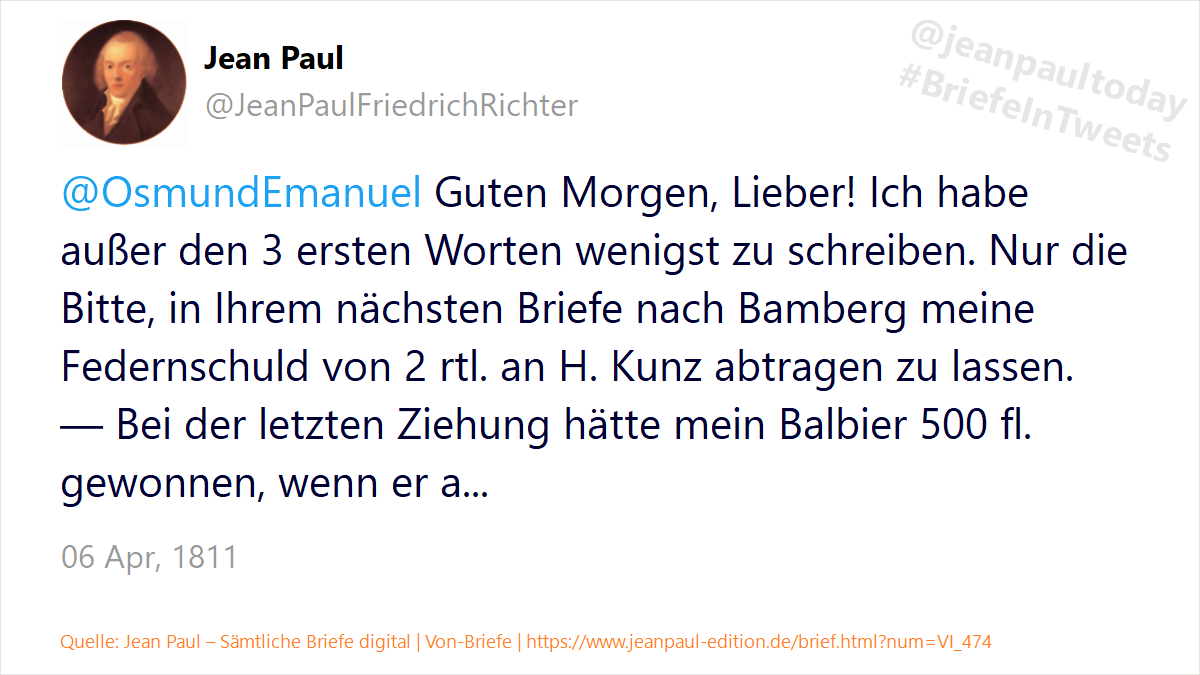 Jean Paul
@JeanPaulFriedrichRichter
@jeanpaultoday
#BriefeInTweets
@OsmundEmanuel Guten Morgen, Lieber! Ich habe
außer den 3 ersten Worten wenigst zu schreiben. Nur die
Bitte, in Ihrem nächsten Briefe nach Bamberg meine
Federnschuld von 2 rtl. an H. Kunz abtragen zu lassen.
— Bei der letzten Ziehung hätte mein Balbier 500 fl.
gewonnen, wenn er a...
06 Apr, 1811
Quelle: Jean Paul – Sämtliche Briefe digital | Von-Briefe | https://www.jeanpaul-edition.de/brief.html?num=VI_474